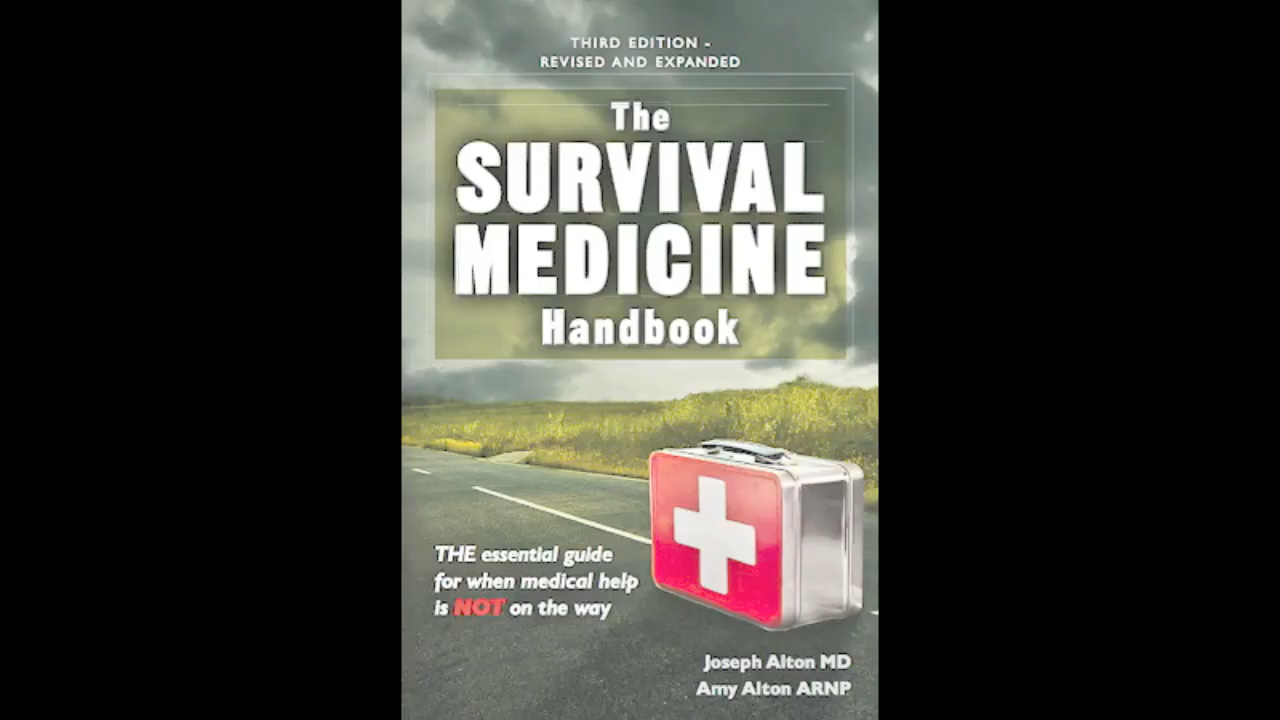 THIRD EDITION -
REVISED AND EXPANDED
The
SURVIVAL
MEDICINE
Handbook
THE essential guide
for when medical help
is NOT on the way
Joseph Alton MD
Amy Alton ARNP